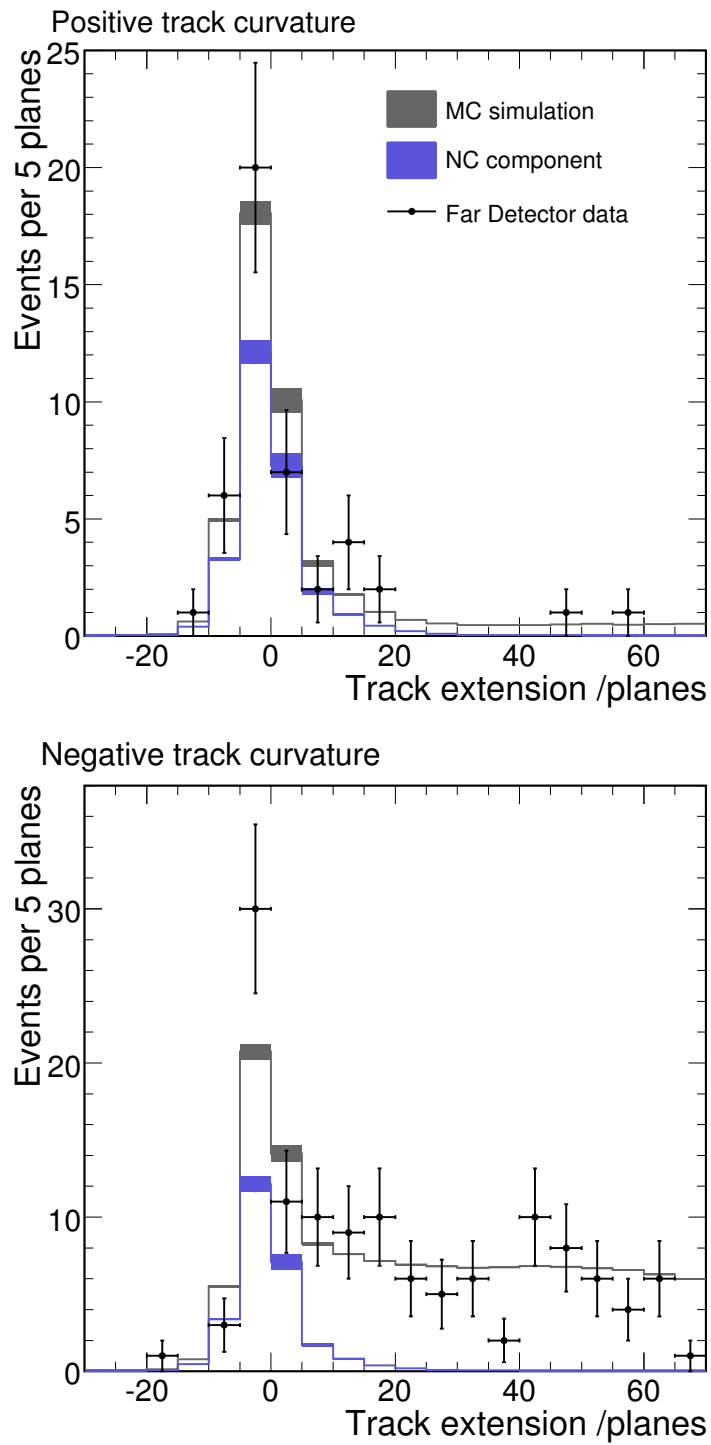 Positive track curvature
Events per 5 planes
25
20
15
10
5
0
MC simulation
NC component
Far Detector data
-20
0
20
40
60
Track extension /planes
Negative track curvature
Events per 5 planes
30
20
10
0
-20
0
20
40
60
Track extension /planes